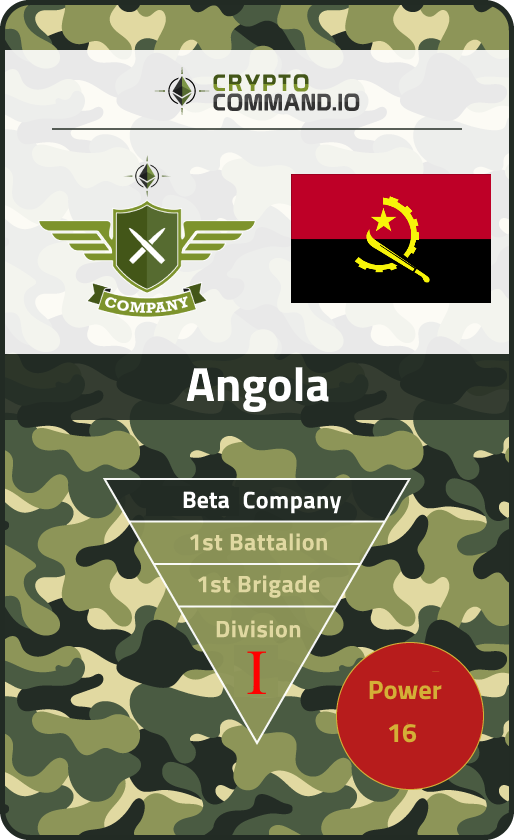 CRYPTO
COMMAND.IO
COMPANY
Angola
Beta Company
1st Battalion
1st Brigade
Division
I
Power
16